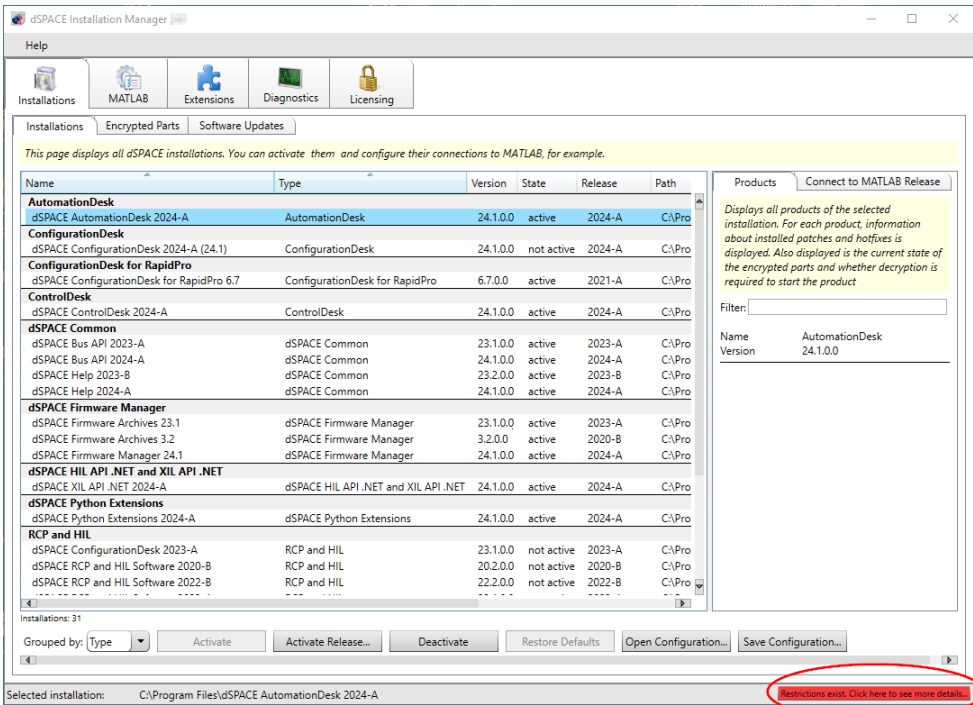 dSPACE Installation Manager
Help
Installations MATLAB Extensions Diagnostics Licensing
Installations Encrypted Parts Software Updates
This page displays all dSPACE installations. You can activate them and configure their connections to MATLAB, for example.
Name Type Version State Release Path
AutomationDesk
dSPACE AutomationDesk 2024-A AutomationDesk 24.1.0.0 active 2024-A C:\Pro
ConfigurationDesk
dSPACE ConfigurationDesk 2024-A (24.1) ConfigurationDesk 24.1.0.0 not active 2024-A C:\Pro
ConfigurationDesk for RapidPro
dSPACE ConfigurationDesk for RapidPro 6.7 ConfigurationDesk for RapidPro 6.7.0.0 active 2021-A C:\Pro
ControlDesk
dSPACE ControlDesk 2024-A ControlDesk 24.1.0.0 active 2024-A C:\Pro
dSPACE Common
dSPACE Bus API 2023-A dSPACE Common 23.1.0.0 active 2023-A C:\Pro
dSPACE Bus API 2024-A dSPACE Common 24.1.0.0 active 2024-A C:\Pro
dSPACE Help 2023-B dSPACE Common 23.2.0.0 active 2023-B C:\Pro
dSPACE Help 2024-A dSPACE Common 24.1.0.0 active 2024-A C:\Pro
dSPACE Firmware Manager
dSPACE Firmware Archives 23.1 dSPACE Firmware Manager 23.1.0.0 active 2023-A C:\Pro
dSPACE Firmware Archives 3.2 dSPACE Firmware Manager 3.2.0.0 active 2020-B C:\Pro
dSPACE Firmware Manager 24.1 dSPACE Firmware Manager 24.1.0.0 active 2024-A C:\Pro
dSPACE HIL API .NET and XIL API .NET
dSPACE XIL API .NET 2024-A dSPACE HIL API .NET and XIL API .NET 24.1.0.0 active 2024-A C:\Pro
dSPACE Python Extensions
dSPACE Python Extensions 2024-A dSPACE Python Extensions 24.1.0.0 active 2024-A C:\Pro
RCP and HIL
dSPACE ConfigurationDesk 2023-A RCP and HIL 23.1.0.0 not active 2023-A C:\Pro
dSPACE RCP and HIL Software 2020-B RCP and HIL 20.2.0.0 not active 2020-B C:\Pro
dSPACE RCP and HIL Software 2022-B RCP and HIL 22.2.0.0 not active 2022-B C:\Pro
Products Connect to MATLAB Release
Displays all products of the selected
installation. For each product, information
about installed patches and hotfixes is
displayed. Also displayed is the current state of
the encrypted parts and whether decryption is
required to start the product
Filter:
Name AutomationDesk
Version 24.1.0.0
Installations: 31
Grouped by: Type Activate Activate Release... Deactivate Restore Defaults Open Configuration... Save Configuration...
Selected installation: C:\Program Files\dSPACE AutomationDesk 2024-A
Restrictions exist. Click here to see more details...